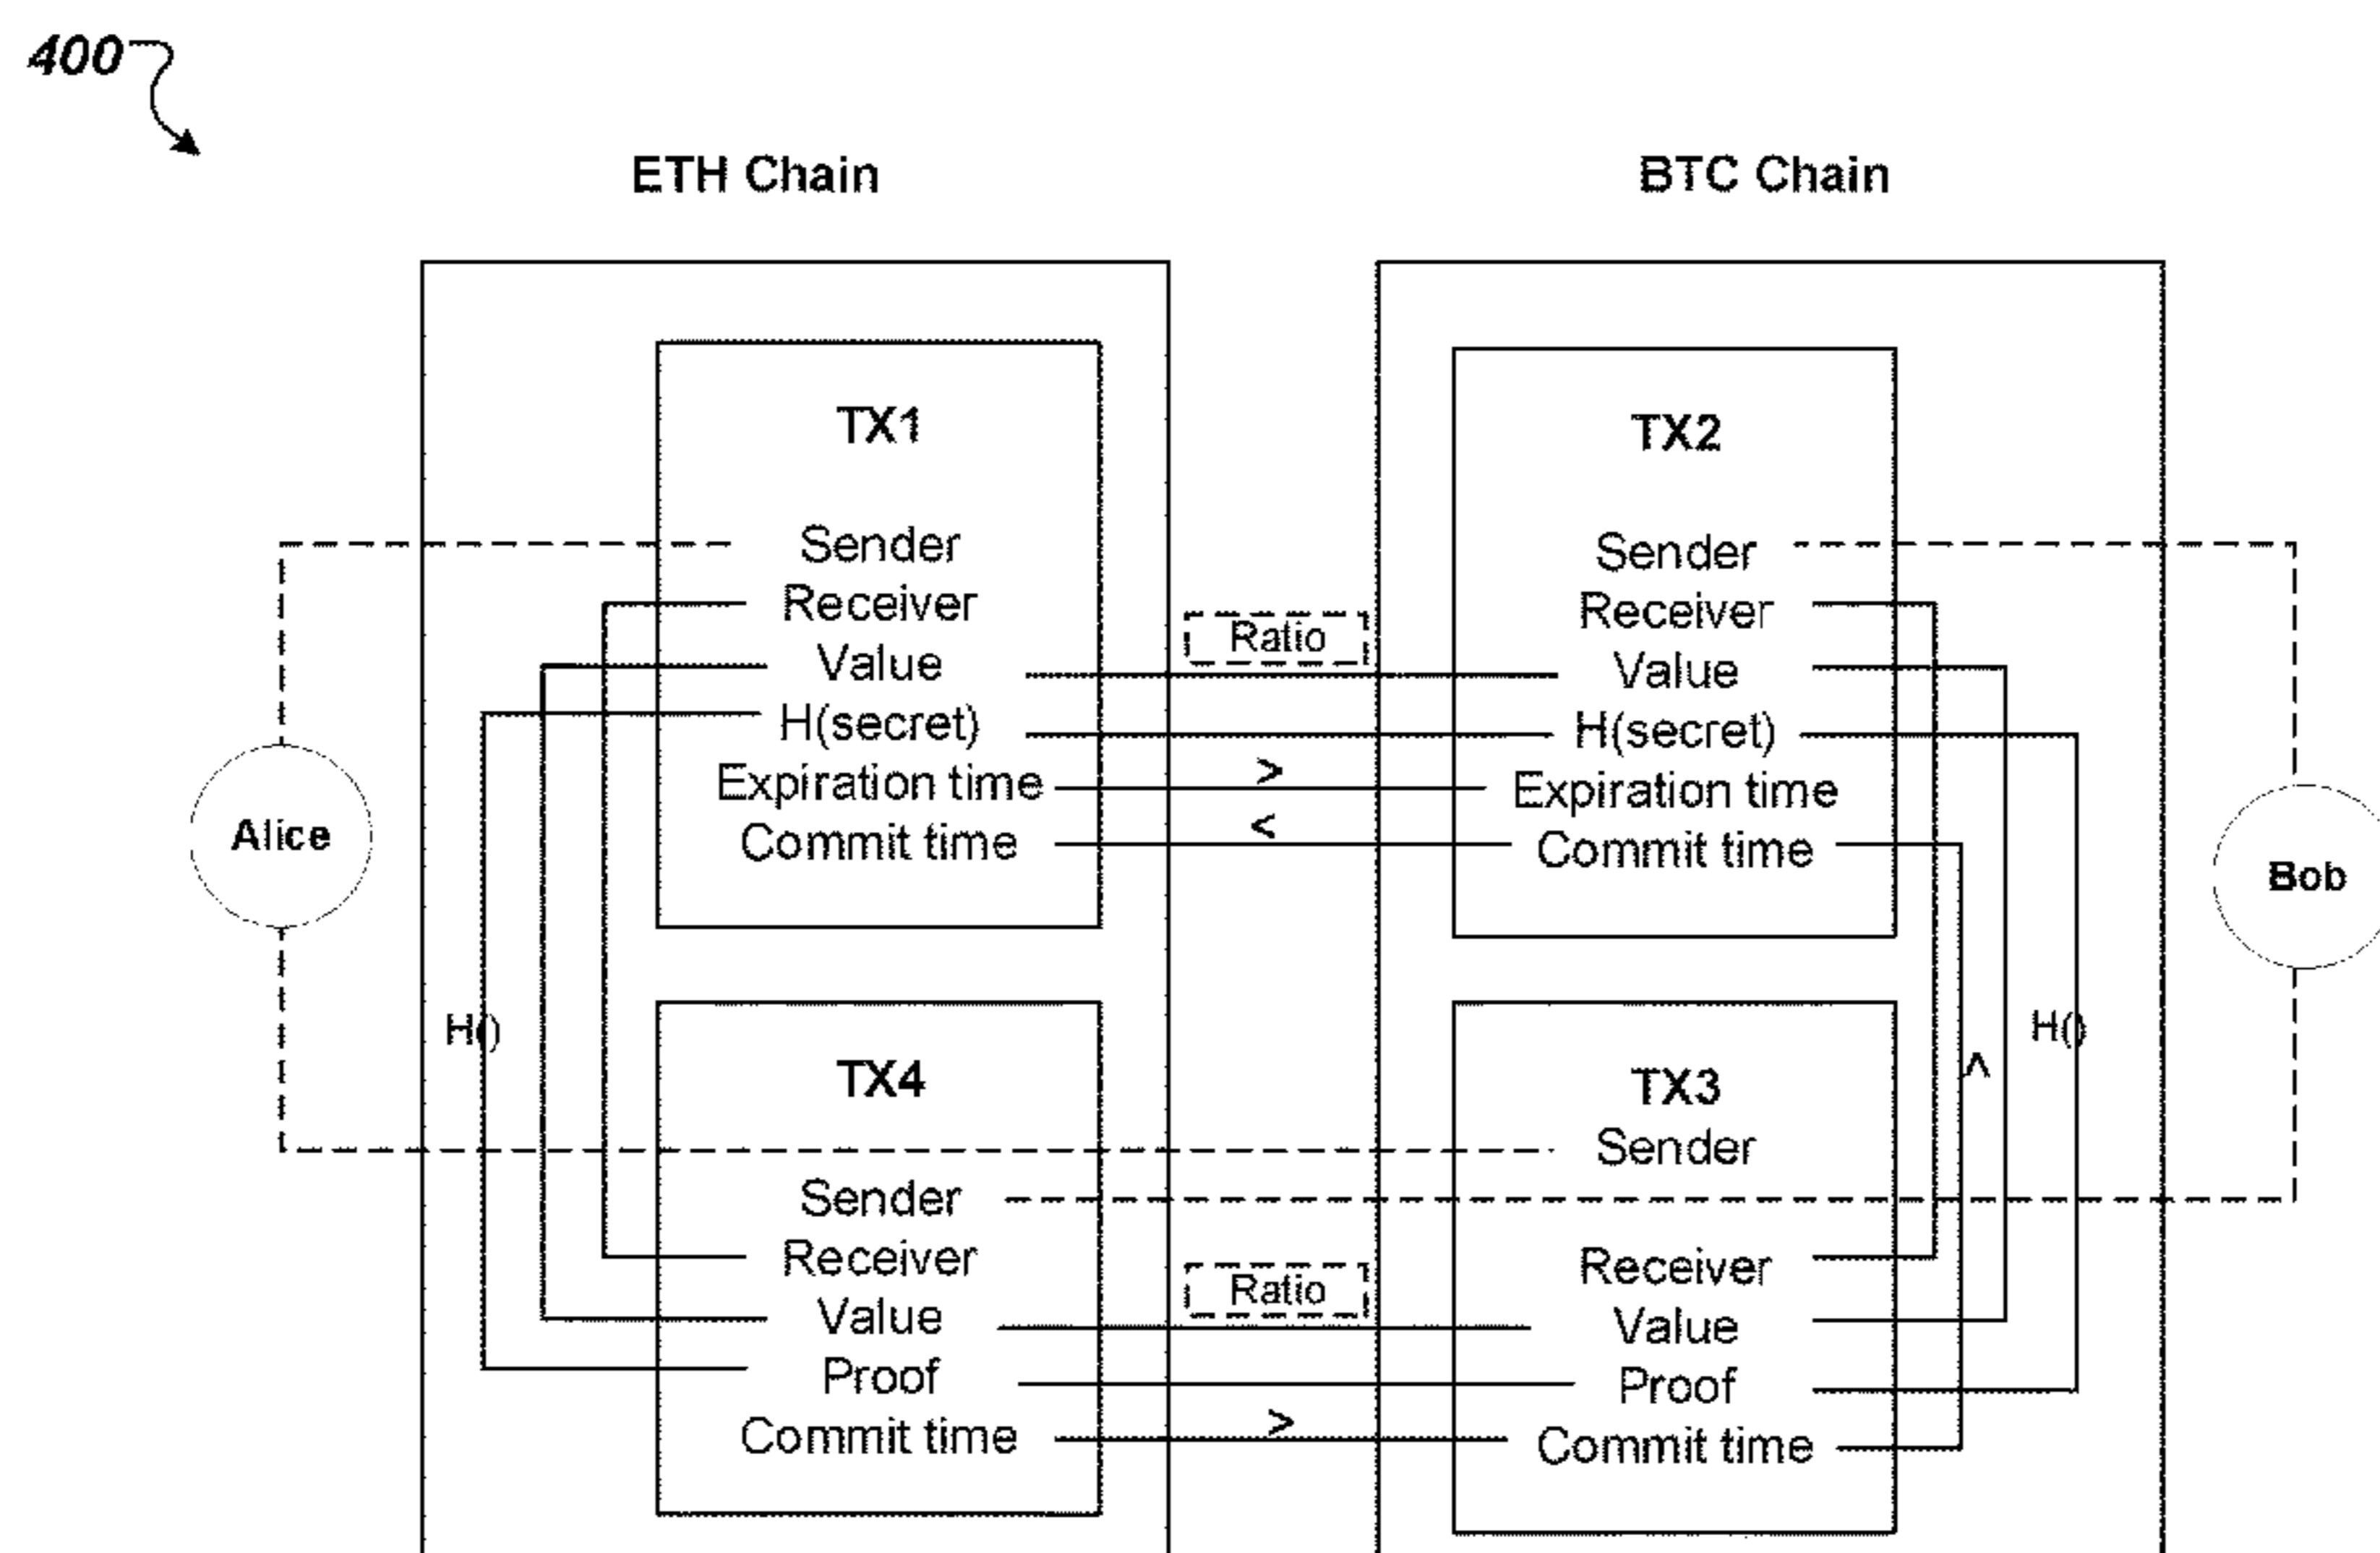 400
ETH Chain
BTC Chain
TX1
Sender
Receiver
Value
H(secret)
Expiration time
Commit time
Ratio
>
<
TX2
Sender
Receiver
Value
H(secret)
Expiration time
Commit time
Alice
Bob
H()
H()
^
TX4
Sender
Receiver
Value
Proof
Commit time
Ratio
>
TX3
Sender
Receiver
Value
Proof
Commit time